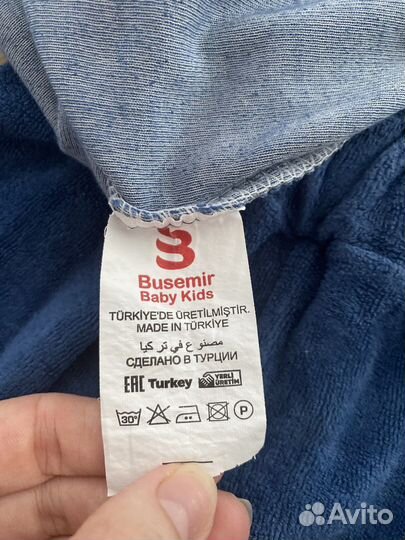 Busemir
Baby Kids
TÜRKİYE'DE ÜRETİLMİŞTİR.
MADE IN TÜRKİYE
مصنوع في تركيا
СДЕЛАНО В ТУРЦИИ
EAC Turkey YERLİ ÜRETİM
30° P
Avito